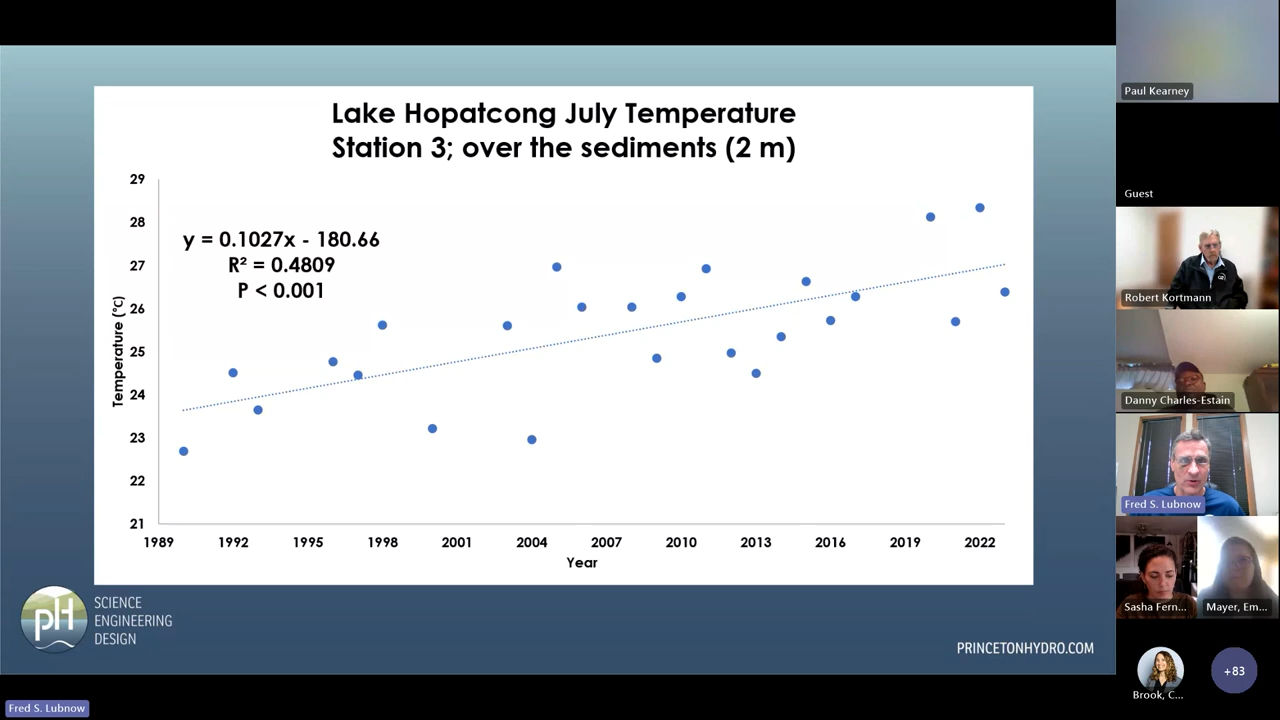 Lake Hopatcong July Temperature
Station 3; over the sediments (2 m)
29
28
27
26
25
24
23
22
21
y = 0.1027x - 180.66
R² = 0.4809
P < 0.001
Temperature (°C)
1989 1992 1995 1998 2001 2004 2007 2010 2013 2016 2019 2022
Year
pH
SCIENCE
ENGINEERING
DESIGN
PRINCETONHYDRO.COM
Fred S. Lubnow
Paul Kearney
Guest
Robert Kortmann
Danny Charles-Estain
Fred S. Lubnow
Sasha Fern...
Mayer, Em...
Brook, C...
+83